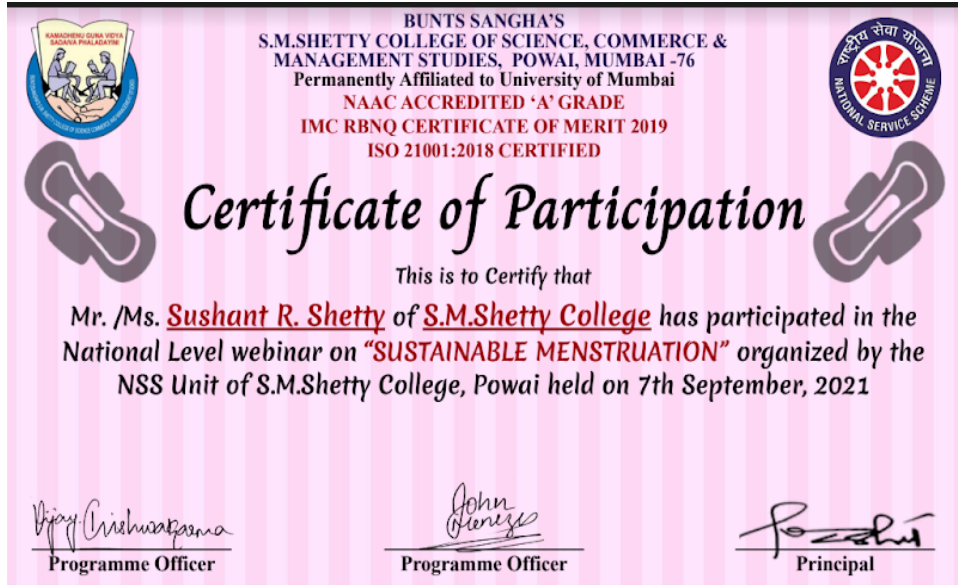 KAMADHENU GUNA VIDYA
SADANA PHALADAYINI
BUNTS SANGHA'S
S.M.SHETTY COLLEGE OF SCIENCE, COMMERCE &
MANAGEMENT STUDIES, POWAI, MUMBAI -76
Permanently Affiliated to University of Mumbai
NAAC ACCREDITED ‘A’ GRADE
IMC RBNQ CERTIFICATE OF MERIT 2019
ISO 21001:2018 CERTIFIED
राष्ट्रीय सेवा योजना
NATIONAL SERVICE SCHEME
Certificate of Participation
This is to Certify that
Mr. /Ms. Sushant R. Shetty of S.M.Shetty College has participated in the
National Level webinar on “SUSTAINABLE MENSTRUATION” organized by the
NSS Unit of S.M.Shetty College, Powai held on 7th September, 2021
Vijay
John
Programme Officer
Programme Officer
Principal